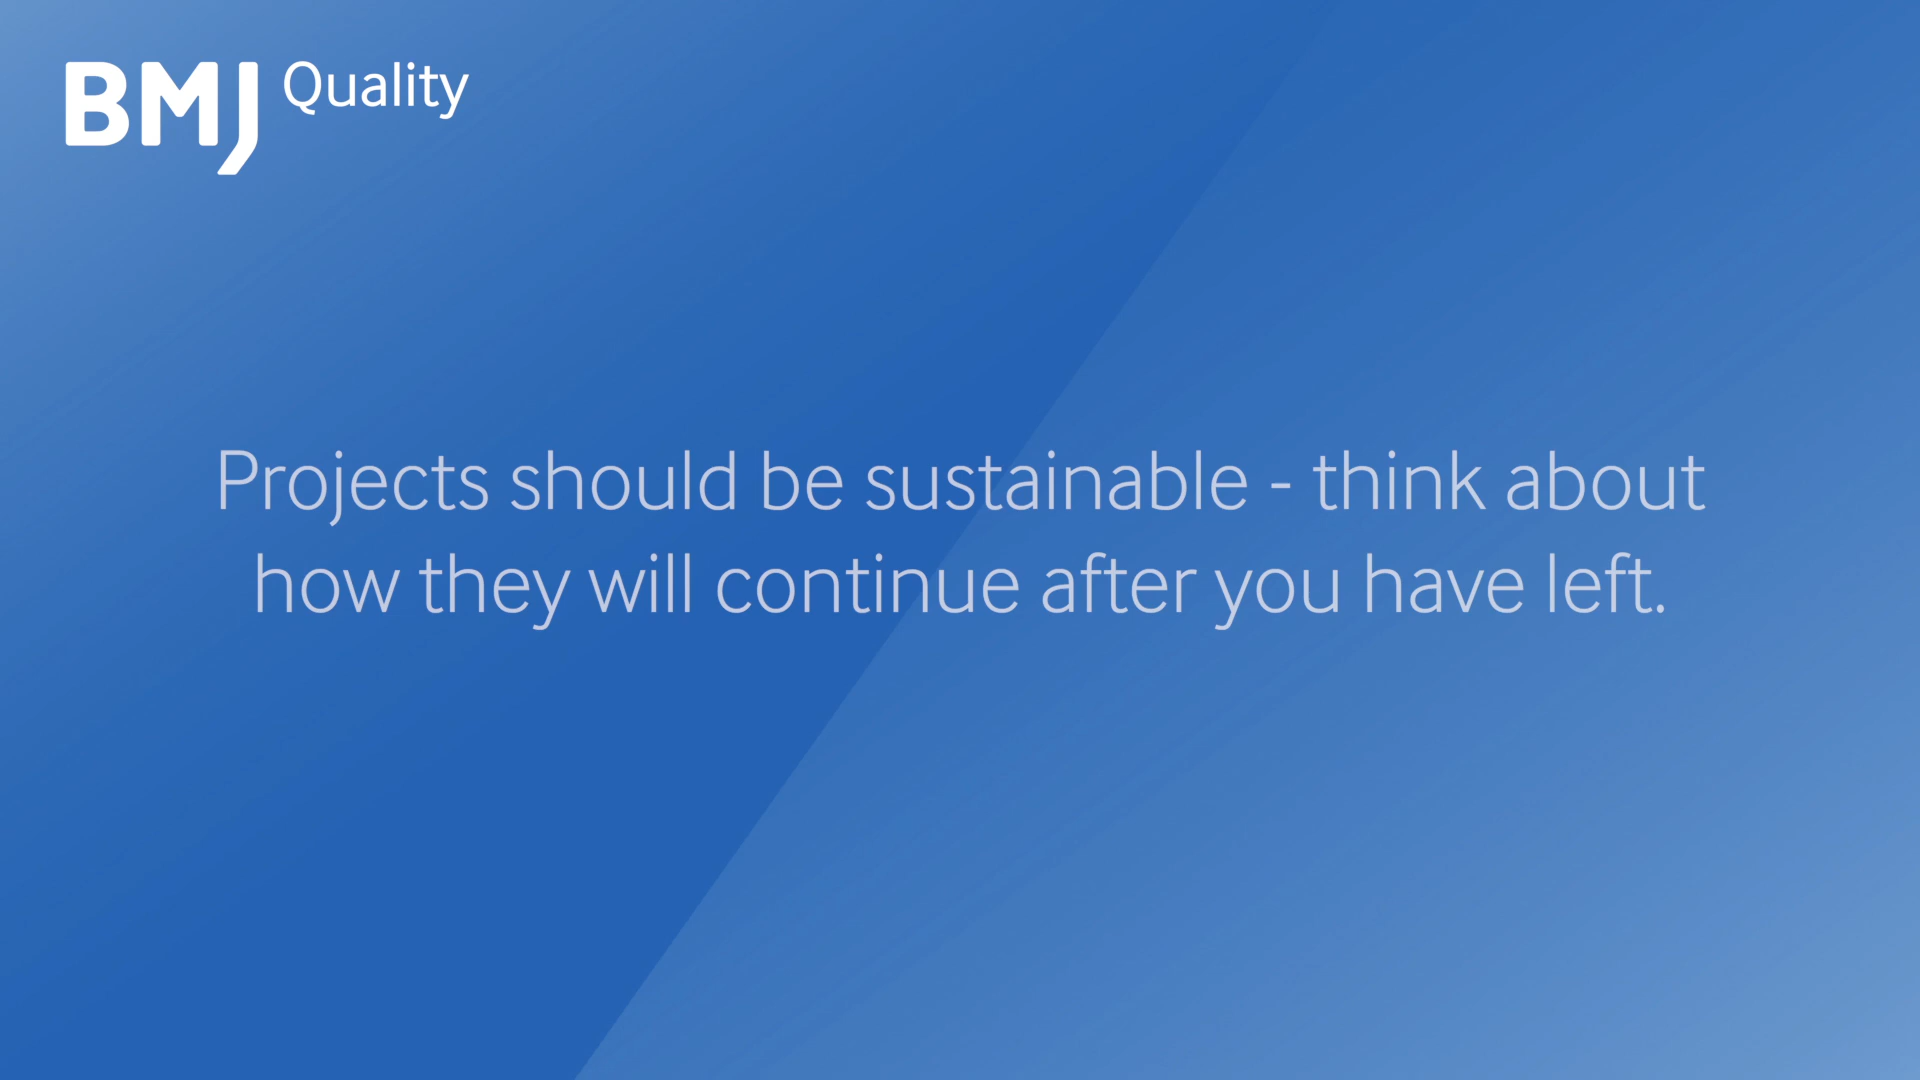 BMJ Quality
Projects should be sustainable - think about
how they will continue after you have left.